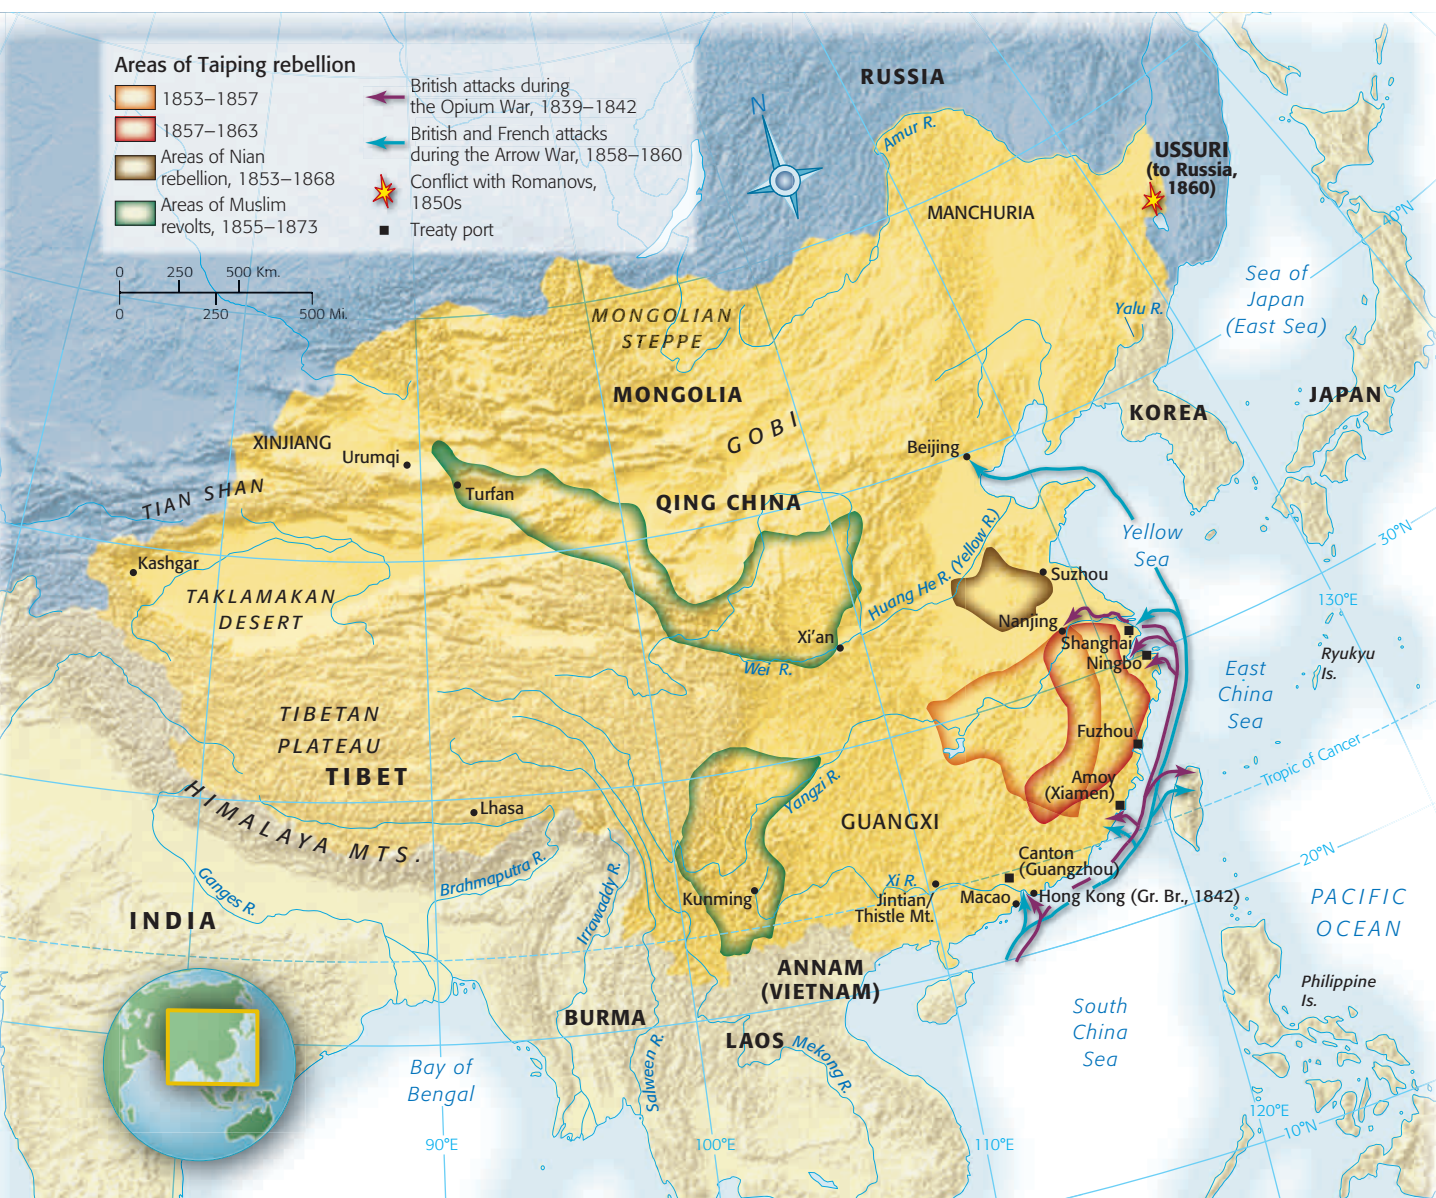 Areas of Taiping rebellion
1853–1857
1857–1863
Areas of Nian
rebellion, 1853–1868
Areas of Muslim
revolts, 1855–1873
British attacks during
the Opium War, 1839–1842
British and French attacks
during the Arrow War, 1858–1860
Conflict with Romanovs,
1850s
Treaty port
0 250 500 Km.
0 250 500 Mi.
N
RUSSIA
Amur R.
USSURI
(to Russia,
1860)
MANCHURIA
40°N
Sea of
Japan
(East Sea)
Yalu R.
MONGOLIAN
STEPPE
MONGOLIA
GOBI
JAPAN
KOREA
XINJIANG
Urumqi
Beijing
TIAN SHAN
Turfan
QING CHINA
Yellow
Sea
30°N
Kashgar
Huang He R. (Yellow R.)
Suzhou
TAKLAMAKAN
DESERT
130°E
Nanjing
Xi'an
Shanghai
Ningbo
Wei R.
Ryukyu
Is.
East
China
Sea
TIBETAN
PLATEAU
TIBET
Fuzhou
Tropic of Cancer
Amoy
(Xiamen)
Yangzi R.
HIMALAYA MTS.
Lhasa
GUANGXI
20°N
Canton
(Guangzhou)
Brahmaputra R.
Ganges R.
Irrawaddy R.
Kunming
Xi R.
Jintian/
Thistle Mt.
Macao
Hong Kong (Gr. Br., 1842)
PACIFIC
OCEAN
INDIA
ANNAM
(VIETNAM)
Philippine
Is.
BURMA
LAOS
South
China
Sea
Mekong R.
Salween R.
Bay of
Bengal
120°E
10°N
90°E
100°E
110°E